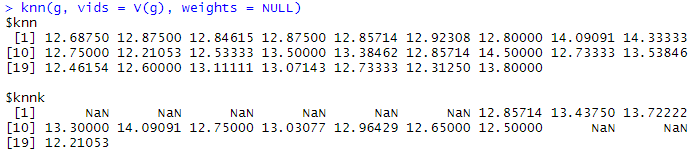 > knn(g, vids = V(g), weights = NULL)
$knn
[1] 12.68750 12.87500 12.84615 12.87500 12.85714 12.92308 12.80000 14.09091 14.33333
[10] 12.75000 12.21053 12.53333 13.50000 13.38462 12.85714 14.50000 12.73333 13.53846
[19] 12.46154 12.60000 13.11111 13.07143 12.73333 12.31250 13.80000
$knnk
[1] NaN NaN NaN NaN NaN NaN 12.85714 13.43750 13.72222
[10] 13.30000 14.09091 12.75000 13.03077 12.96429 12.65000 12.50000 NaN NaN
[19] 12.21053